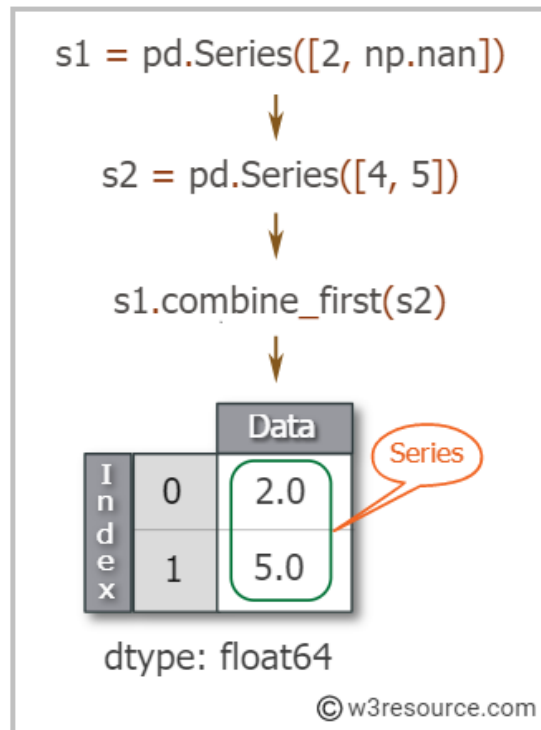 s1 = pd.Series([2, np.nan])
s2 = pd.Series([4, 5])
s1.combine_first(s2)
Data
Series
Index
0 2.0
1 5.0
dtype: float64
© w3resource.com